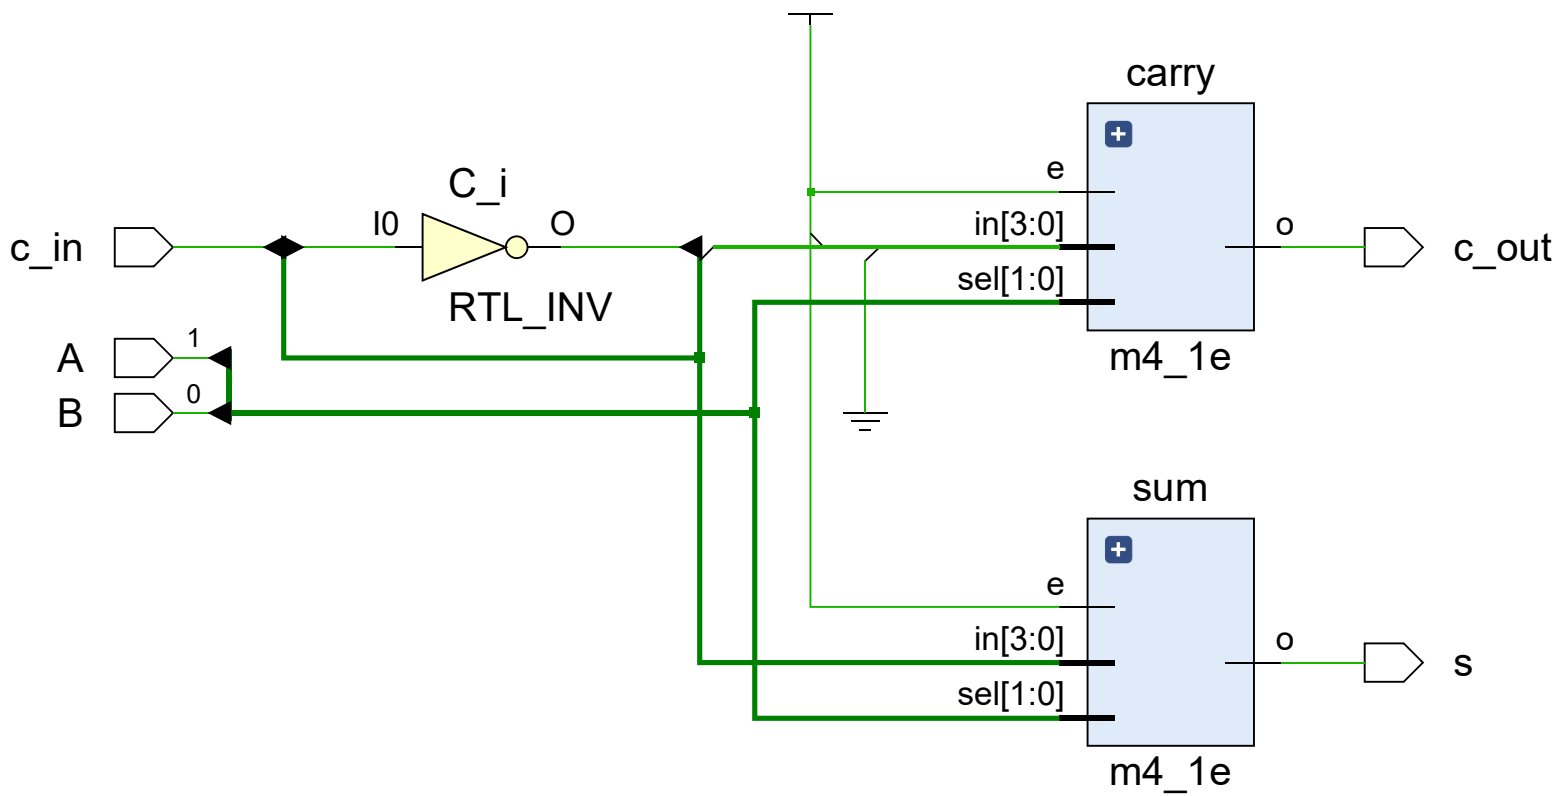 carry
e
C_i
I0
O
in[3:0]
o
c_in
c_out
sel[1:0]
RTL_INV
1
A
m4_1e
0
B
sum
e
in[3:0]
o
s
sel[1:0]
m4_1e